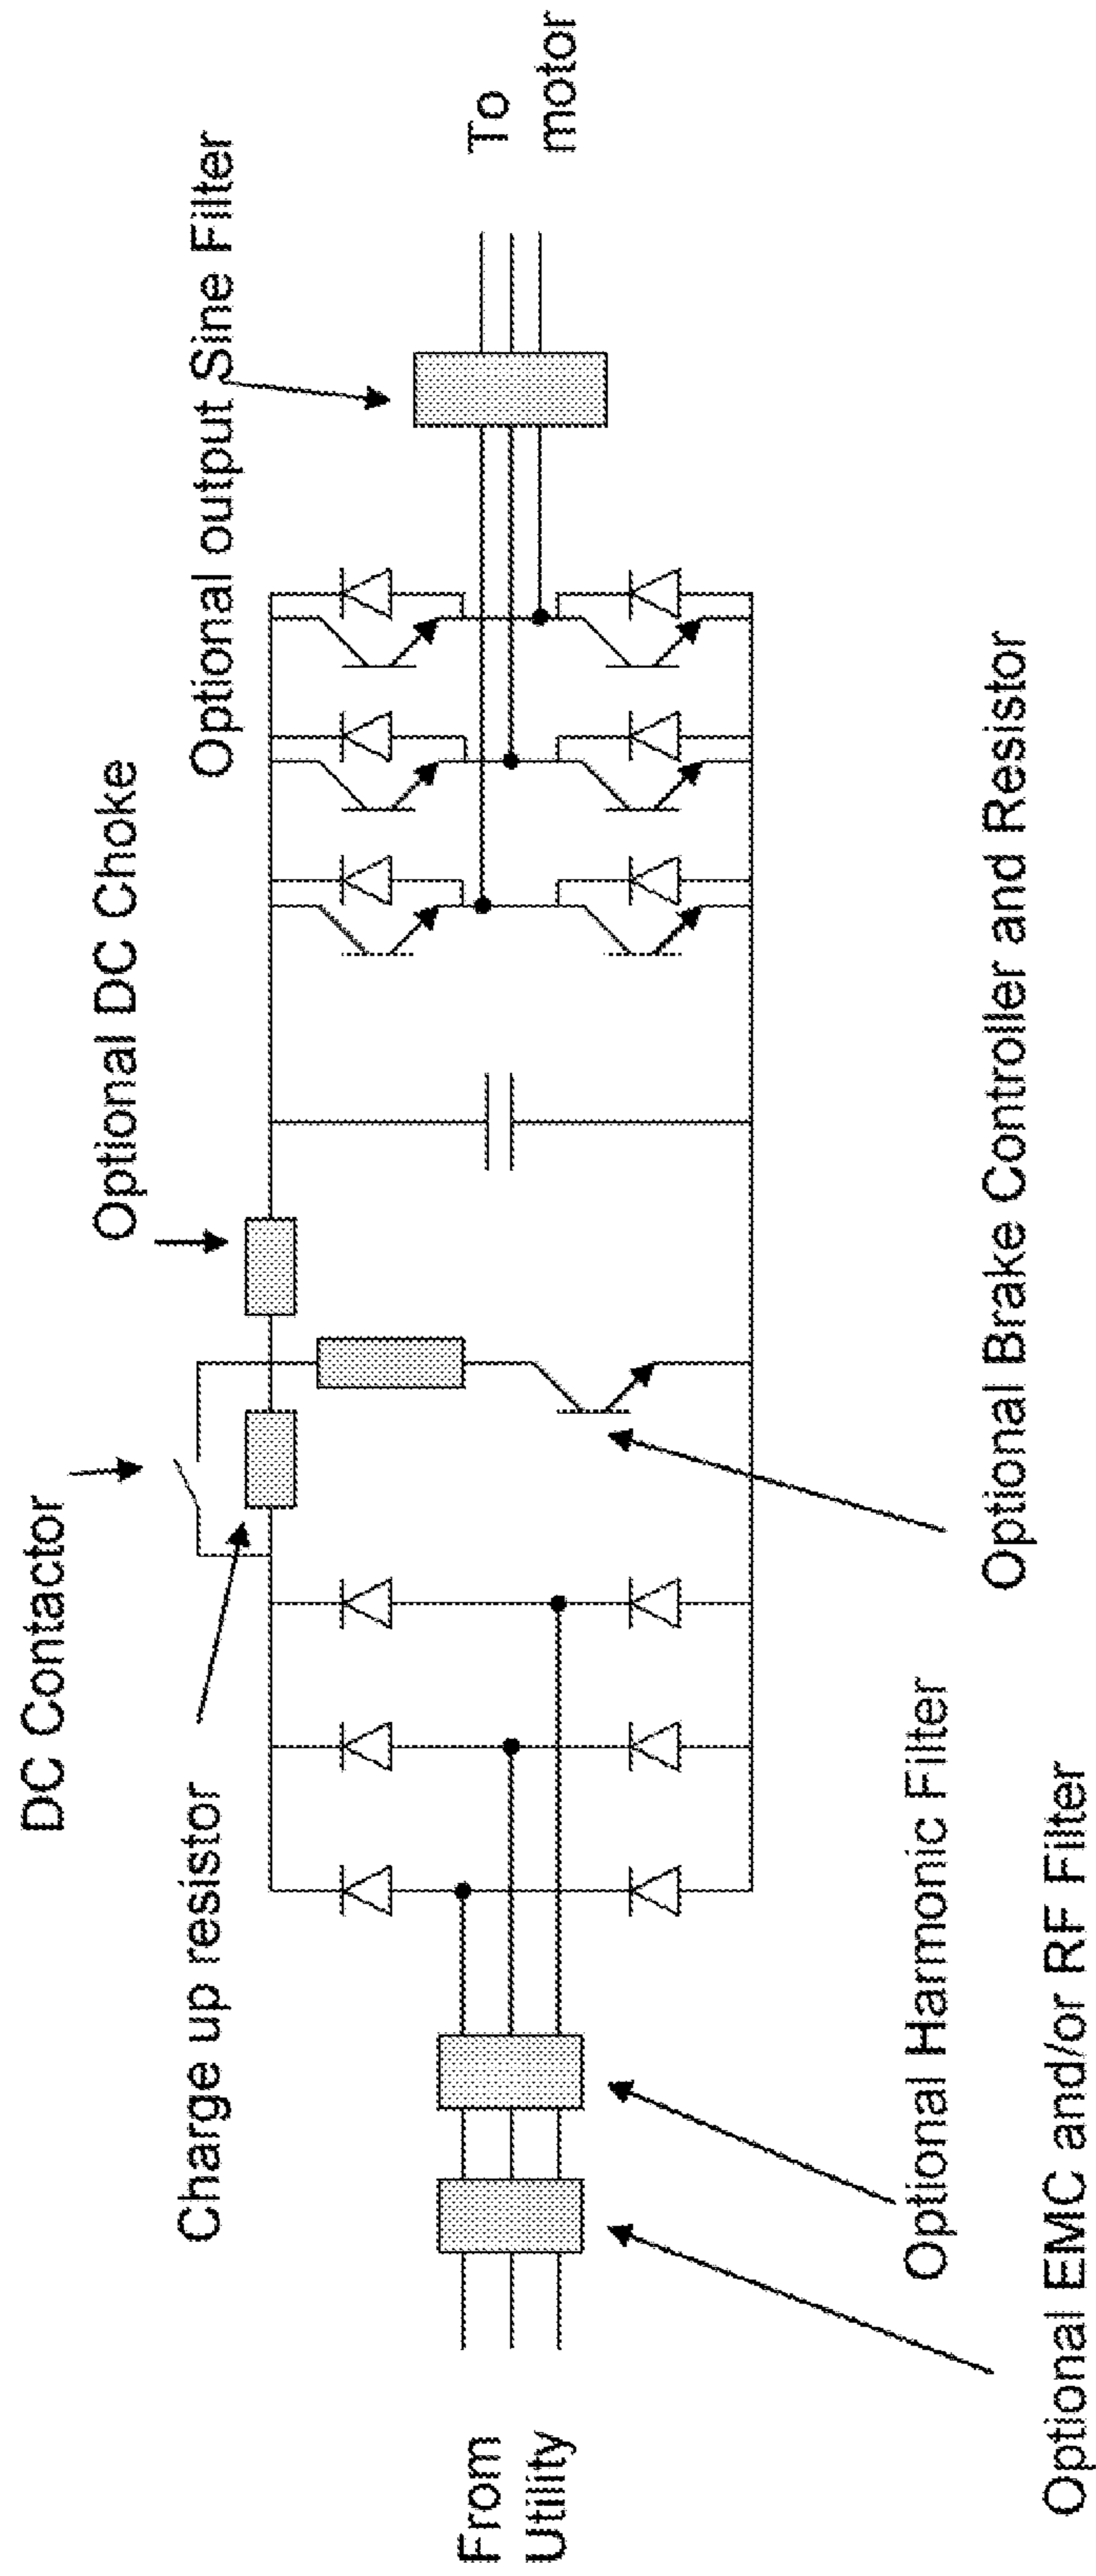 DC Contactor
Optional DC Choke
Charge up resistor
Optional output Sine Filter
From
Utility
To
motor
Optional Harmonic Filter
Optional Brake Controller and Resistor
Optional EMC and/or RF Filter